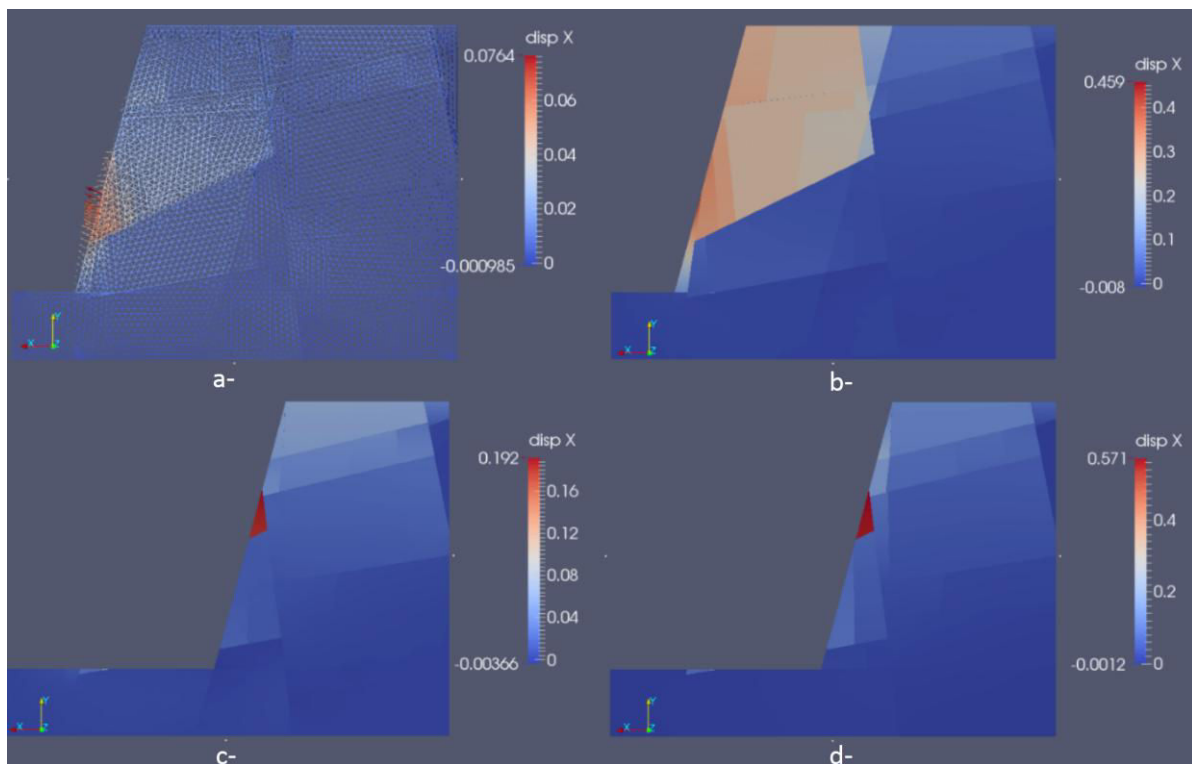 disp X
0.0764
0.06
0.04
0.02
0
-0.000985
Y
X
Z
a-
disp X
0.459
0.4
0.3
0.2
0.1
0
-0.008
Y
X
Z
b-
disp X
0.192
0.16
0.12
0.08
0.04
0
-0.00366
Y
X
Z
c-
disp X
0.571
0.4
0.2
0
-0.0012
Y
X
Z
d-